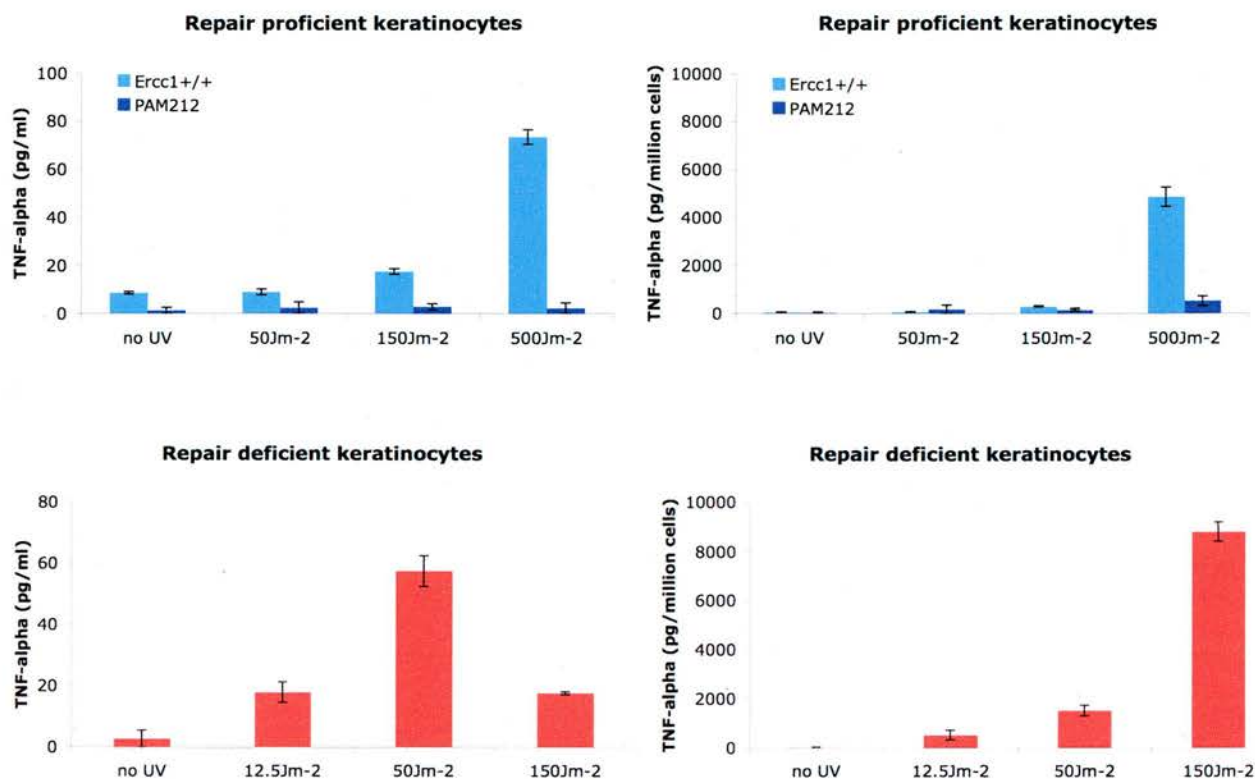 Repair proficient keratinocytes
TNF-alpha (pg/ml)
100
80
60
40
20
0
Ercc1+/+
PAM212
no UV
50Jm-2
150Jm-2
500Jm-2
Repair proficient keratinocytes
TNF-alpha (pg/million cells)
10000
8000
6000
4000
2000
0
Ercc1+/+
PAM212
no UV
50Jm-2
150Jm-2
500Jm-2
Repair deficient keratinocytes
TNF-alpha (pg/ml)
80
60
40
20
0
no UV
12.5Jm-2
50Jm-2
150Jm-2
Repair deficient keratinocytes
TNF-alpha (pg/million cells)
10000
8000
6000
4000
2000
0
no UV
12.5Jm-2
50Jm-2
150Jm-2